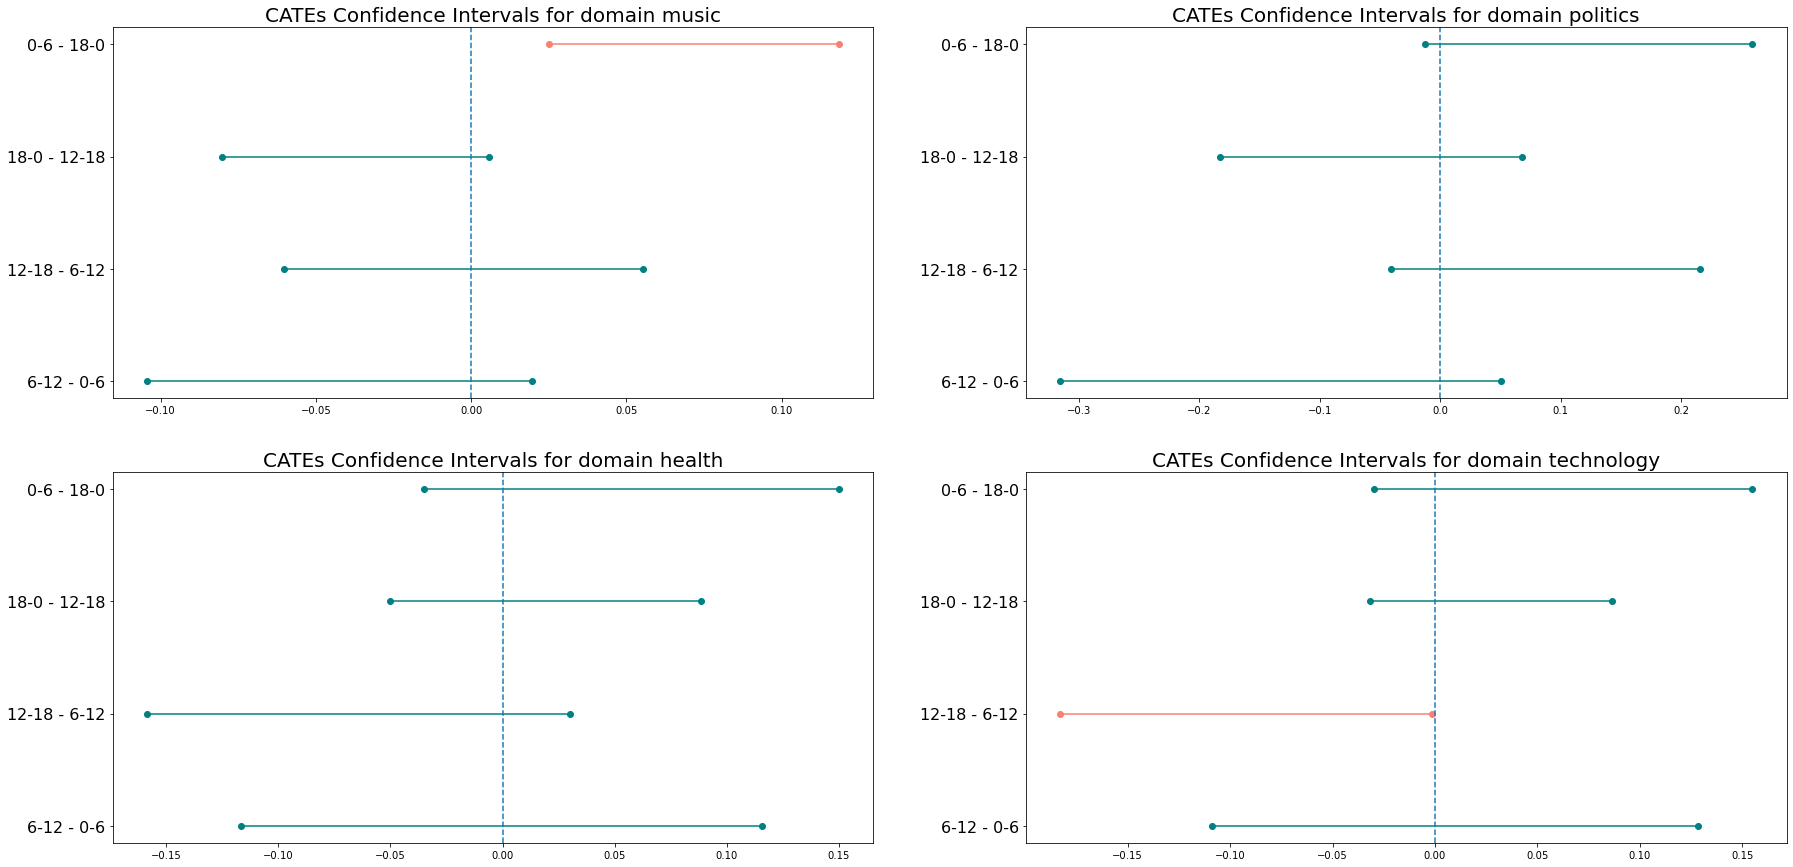 CATEs Confidence Intervals for domain music
0-6 - 18-0
18-0 - 12-18
12-18 - 6-12
6-12 - 0-6
−0.10 −0.05 0.00 0.05 0.10
CATEs Confidence Intervals for domain politics
0-6 - 18-0
18-0 - 12-18
12-18 - 6-12
6-12 - 0-6
−0.3 −0.2 −0.1 0.0 0.1 0.2
CATEs Confidence Intervals for domain health
0-6 - 18-0
18-0 - 12-18
12-18 - 6-12
6-12 - 0-6
−0.15 −0.10 −0.05 0.00 0.05 0.10 0.15
CATEs Confidence Intervals for domain technology
0-6 - 18-0
18-0 - 12-18
12-18 - 6-12
6-12 - 0-6
−0.15 −0.10 −0.05 0.00 0.05 0.10 0.15